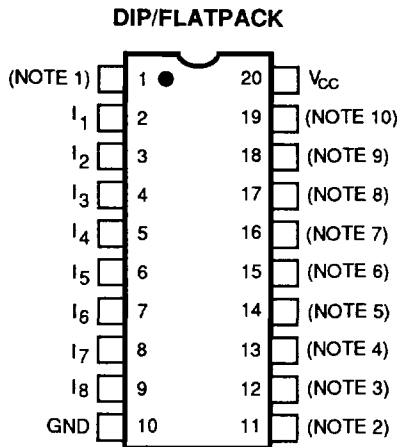 DIP/FLATPACK
(NOTE 1) 1 20 VCC
I1 2 19 (NOTE 10)
I2 3 18 (NOTE 9)
I3 4 17 (NOTE 8)
I4 5 16 (NOTE 7)
I5 6 15 (NOTE 6)
I6 7 14 (NOTE 5)
I7 8 13 (NOTE 4)
I8 9 12 (NOTE 3)
GND 10 11 (NOTE 2)